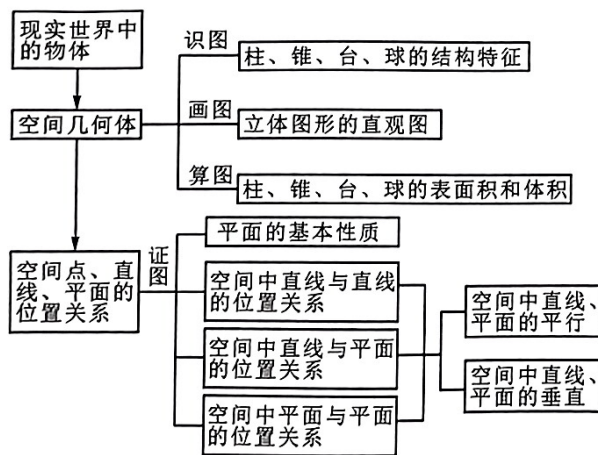 现实世界中
的物体
识图
柱、锥、台、球的结构特征
空间几何体
画图
立体图形的直观图
算图
柱、锥、台、球的表面积和体积
空间点、直
线、平面的
位置关系
证
图
平面的基本性质
空间中直线与直线
的位置关系
空间中直线与平面
的位置关系
空间中平面与平面
的位置关系
空间中直线、
平面的平行
空间中直线、
平面的垂直